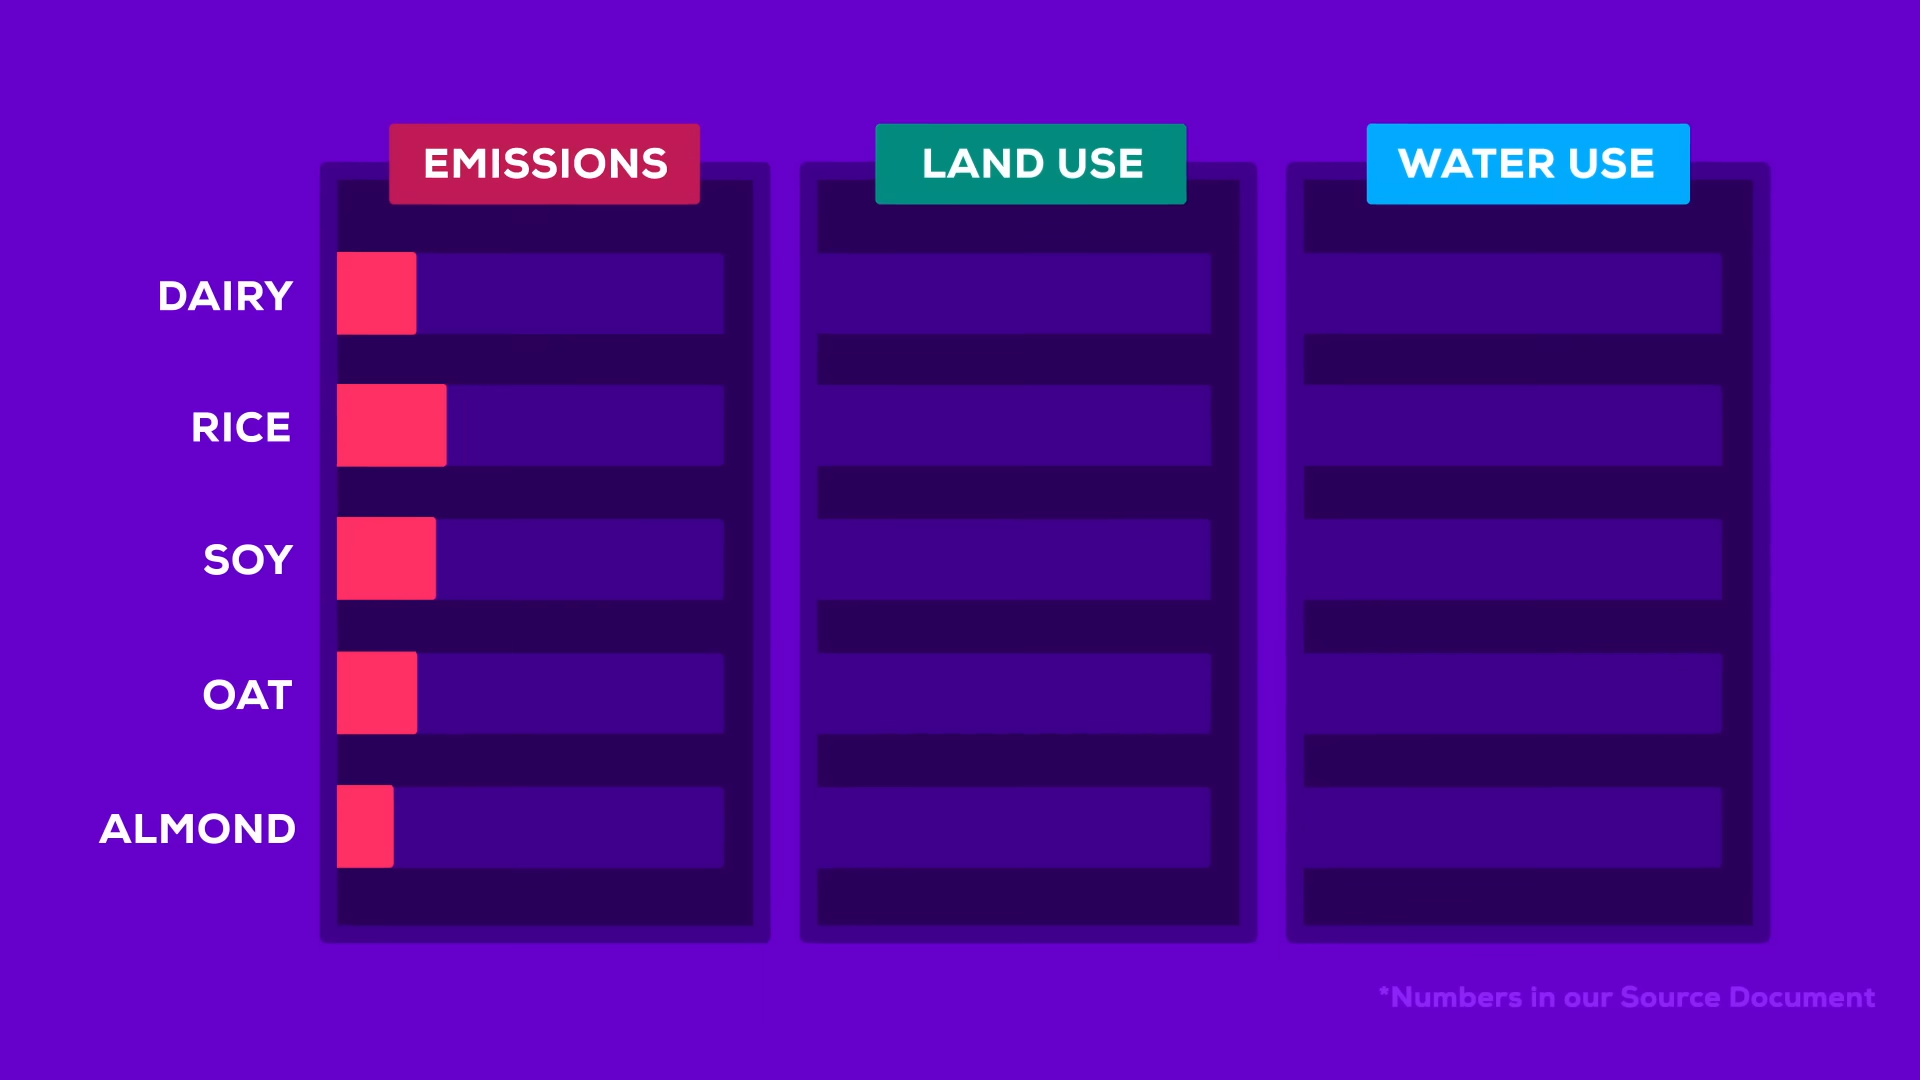 EMISSIONS
LAND USE
WATER USE
DAIRY
RICE
SOY
OAT
ALMOND
*Numbers in our Source Document